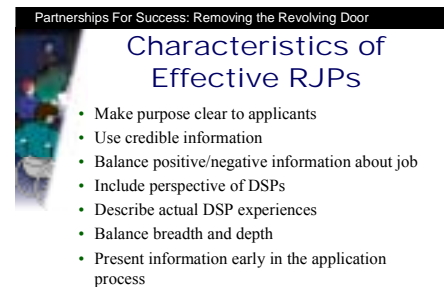 Partnerships For Success: Removing the Revolving Door
Characteristics of
Effective RJPs
• Make purpose clear to applicants
• Use credible information
• Balance positive/negative information about job
• Include perspective of DSPs
• Describe actual DSP experiences
• Balance breadth and depth
• Present information early in the application
process